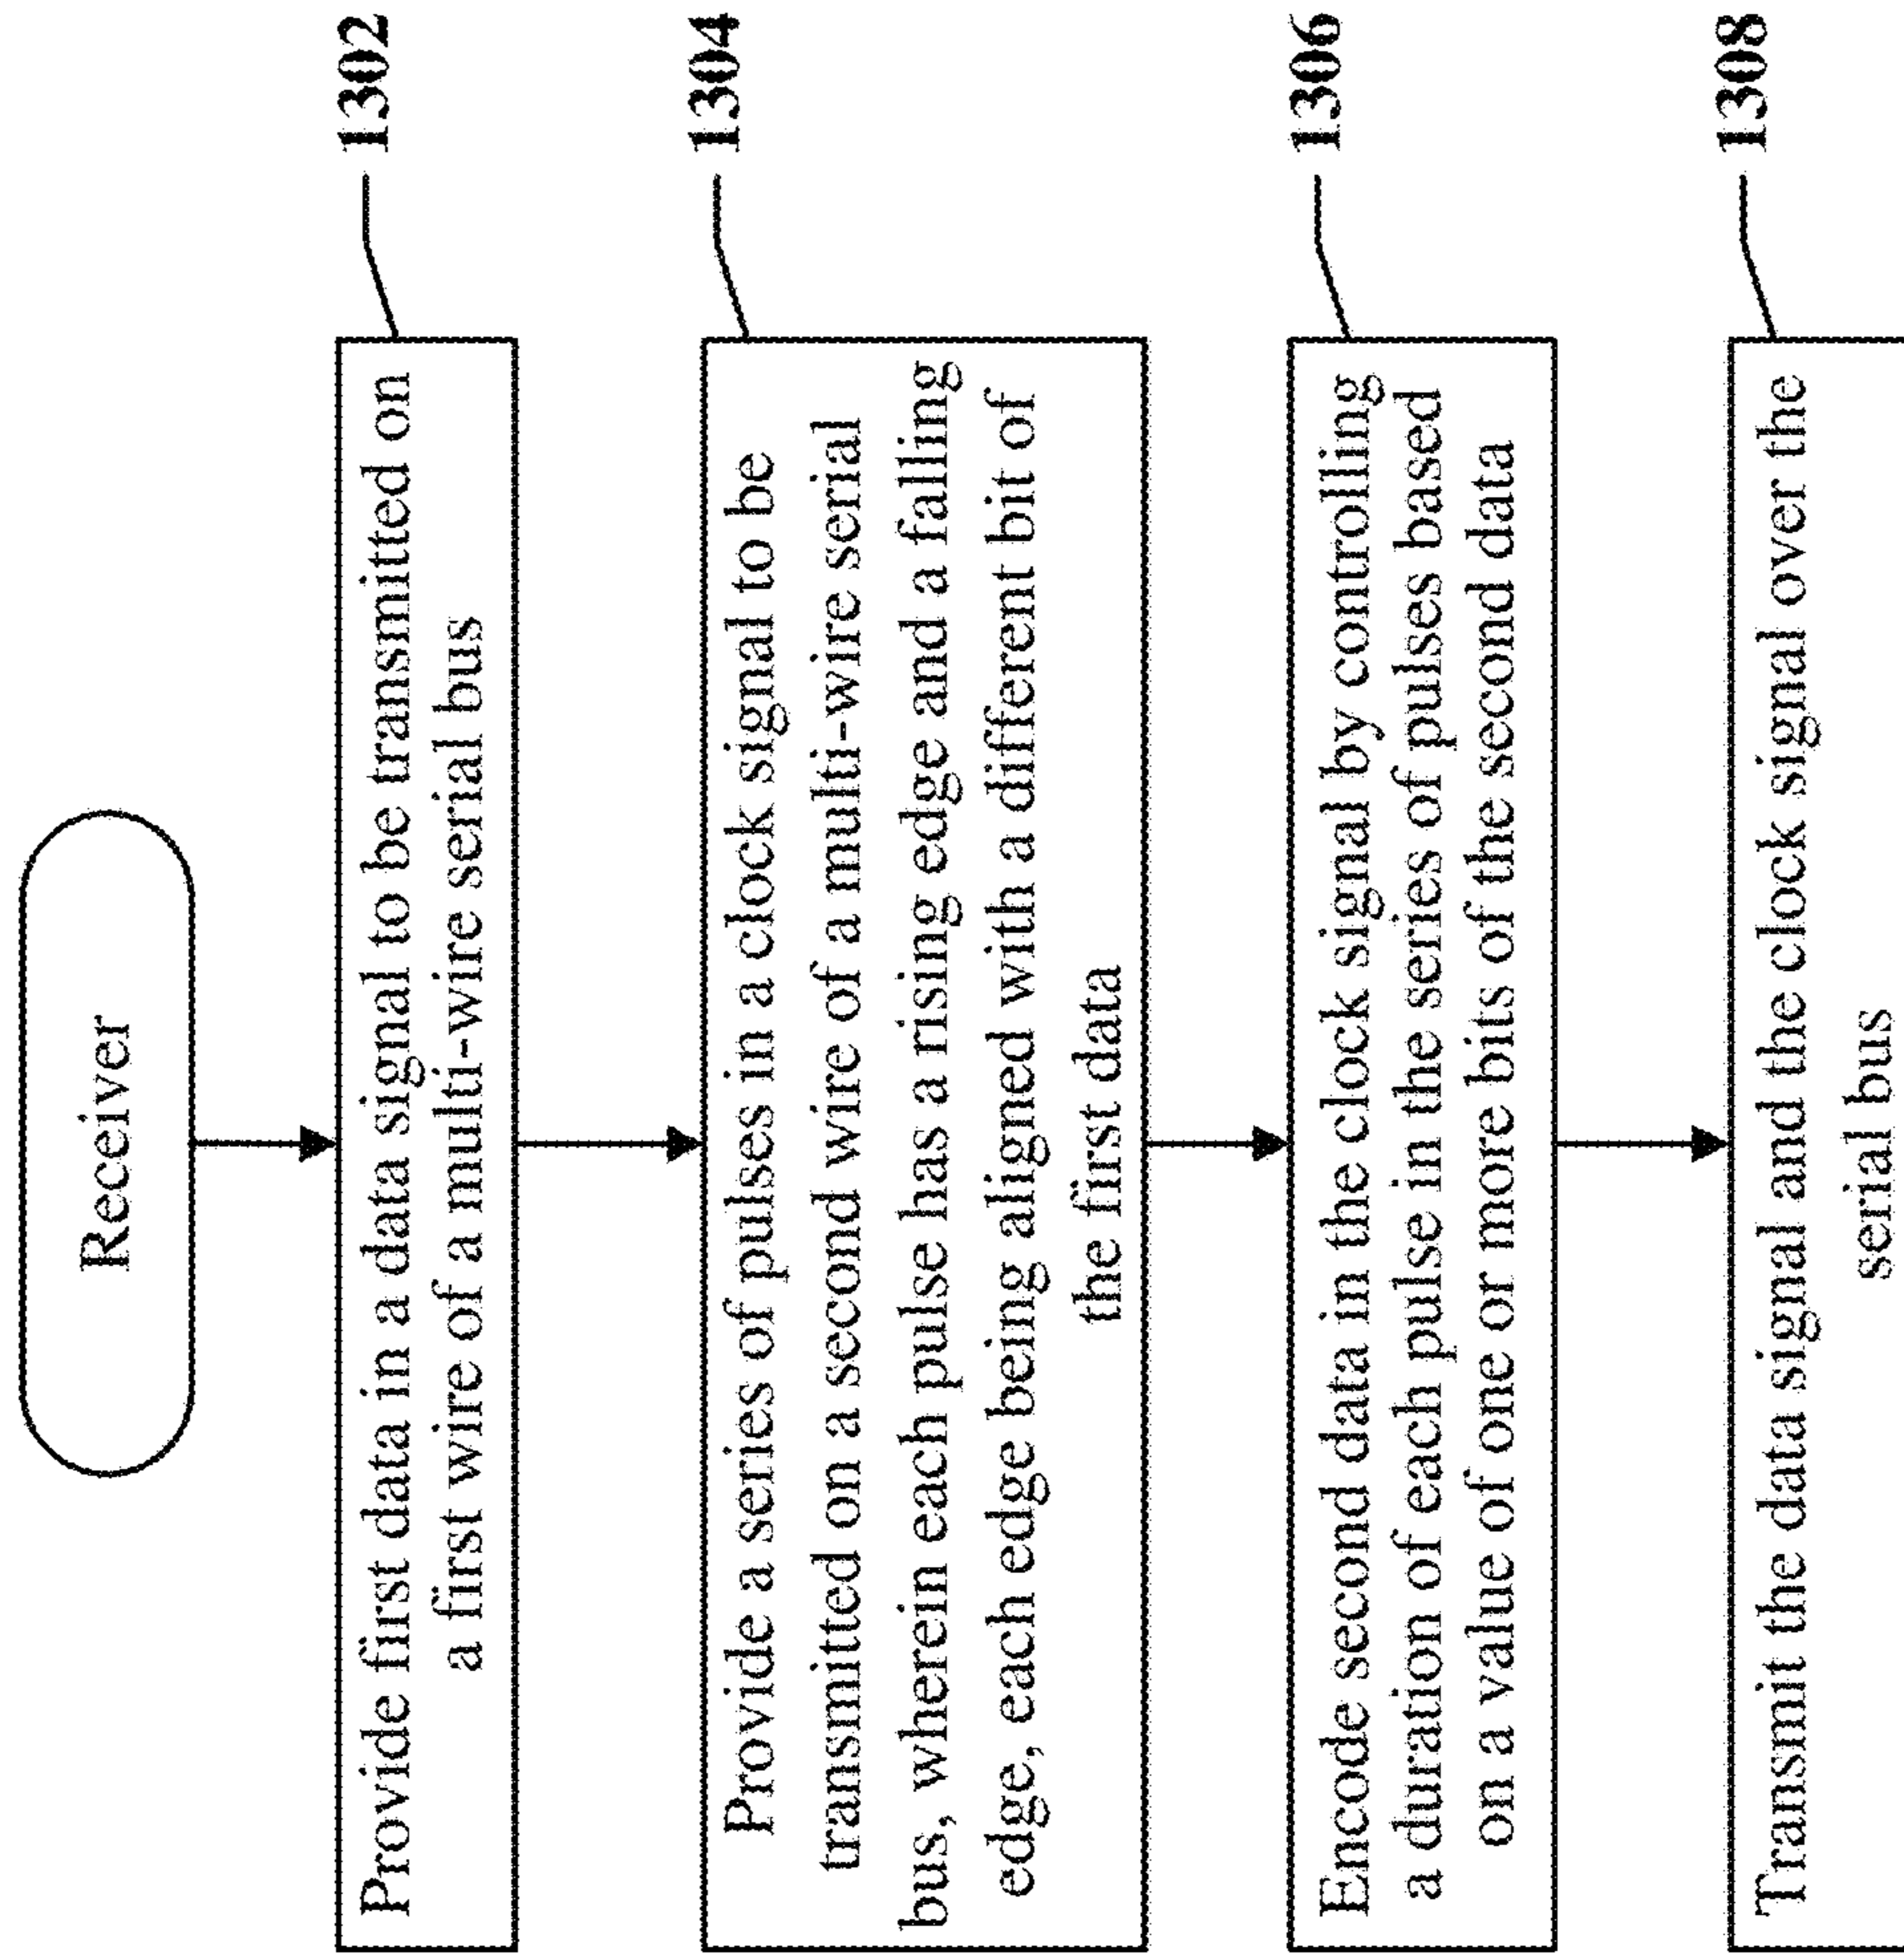 Receiver
1302
Provide first data in a data signal to be transmitted on
a first wire of a multi-wire serial bus
1304
Provide a series of pulses in a clock signal to be
transmitted on a second wire of a multi-wire serial
bus, wherein each pulse has a rising edge and a falling
edge, each edge being aligned with a different bit of
the first data
1306
Encode second data in the clock signal by controlling
a duration of each pulse in the series of pulses based
on a value of one or more bits of the second data
1308
Transmit the data signal and the clock signal over the
serial bus